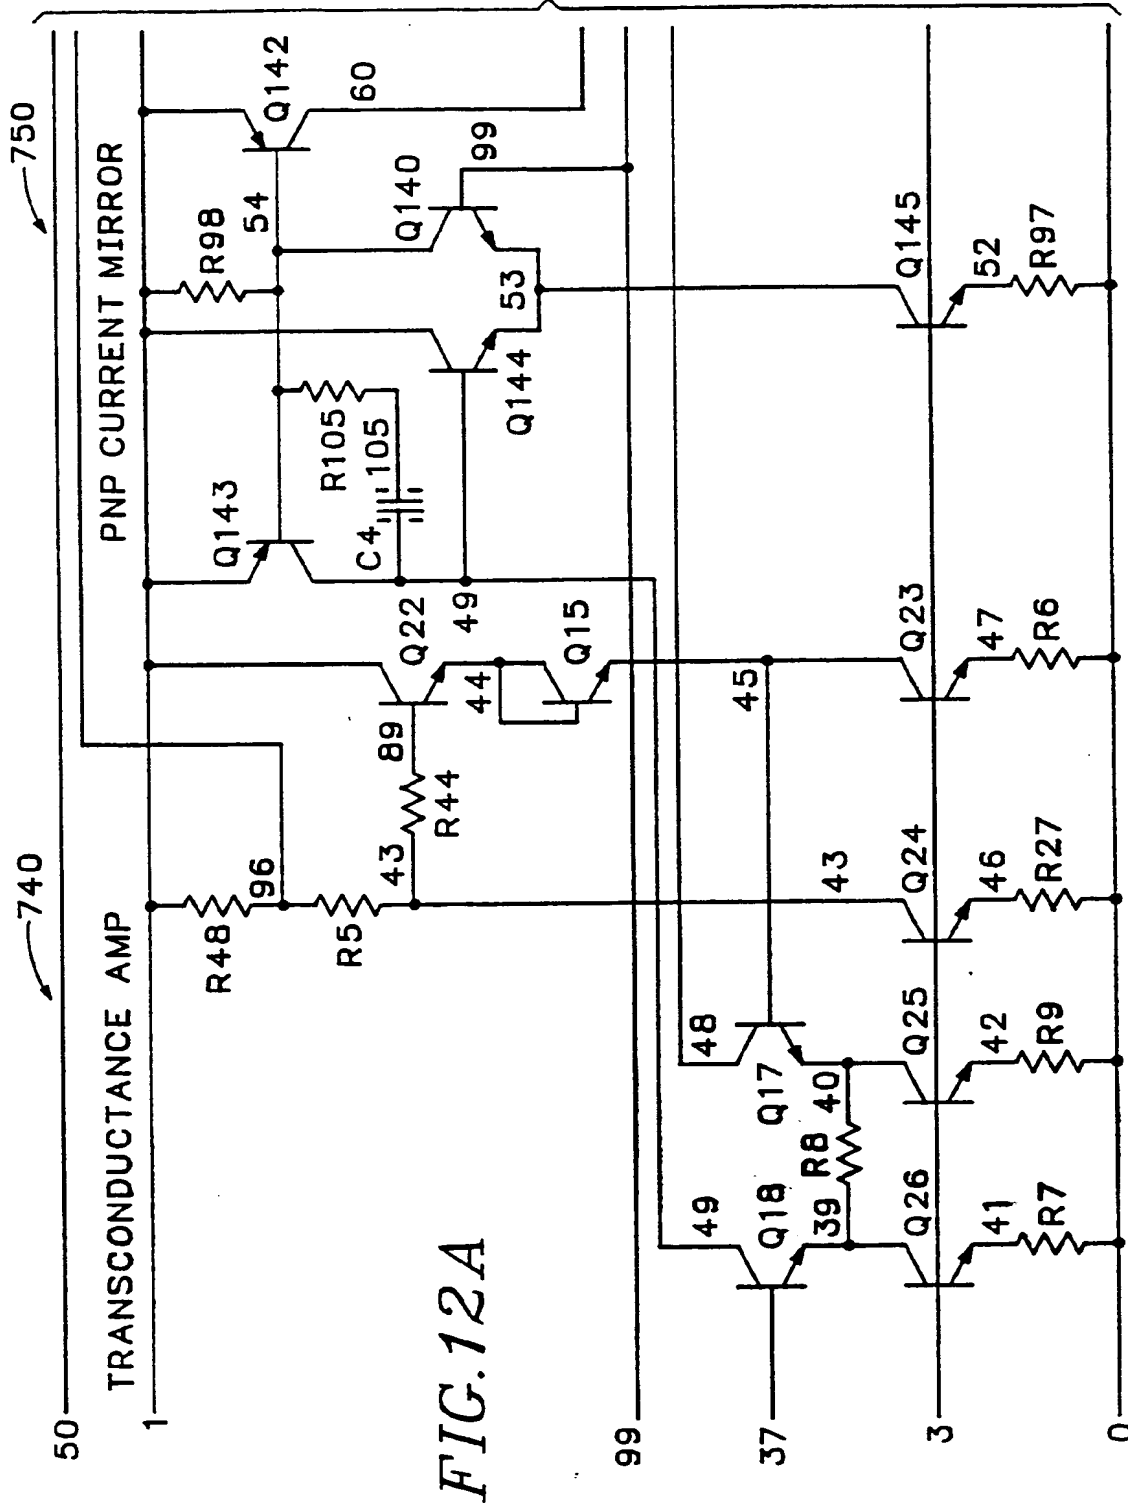 740
750
50
TRANSCONDUCTANCE AMP
PNP CURRENT MIRROR
1
R48
96
R5
43
R44
89
Q22
44
Q15
Q143
C4
105
R105
49
Q144
R98
54
53
Q140
99
Q142
60
FIG.12A
99
49
48
45
37
Q18
Q17
39
R8
40
43
3
Q26
Q25
Q24
Q23
Q145
41
42
46
47
52
R7
R9
R27
R6
R97
0